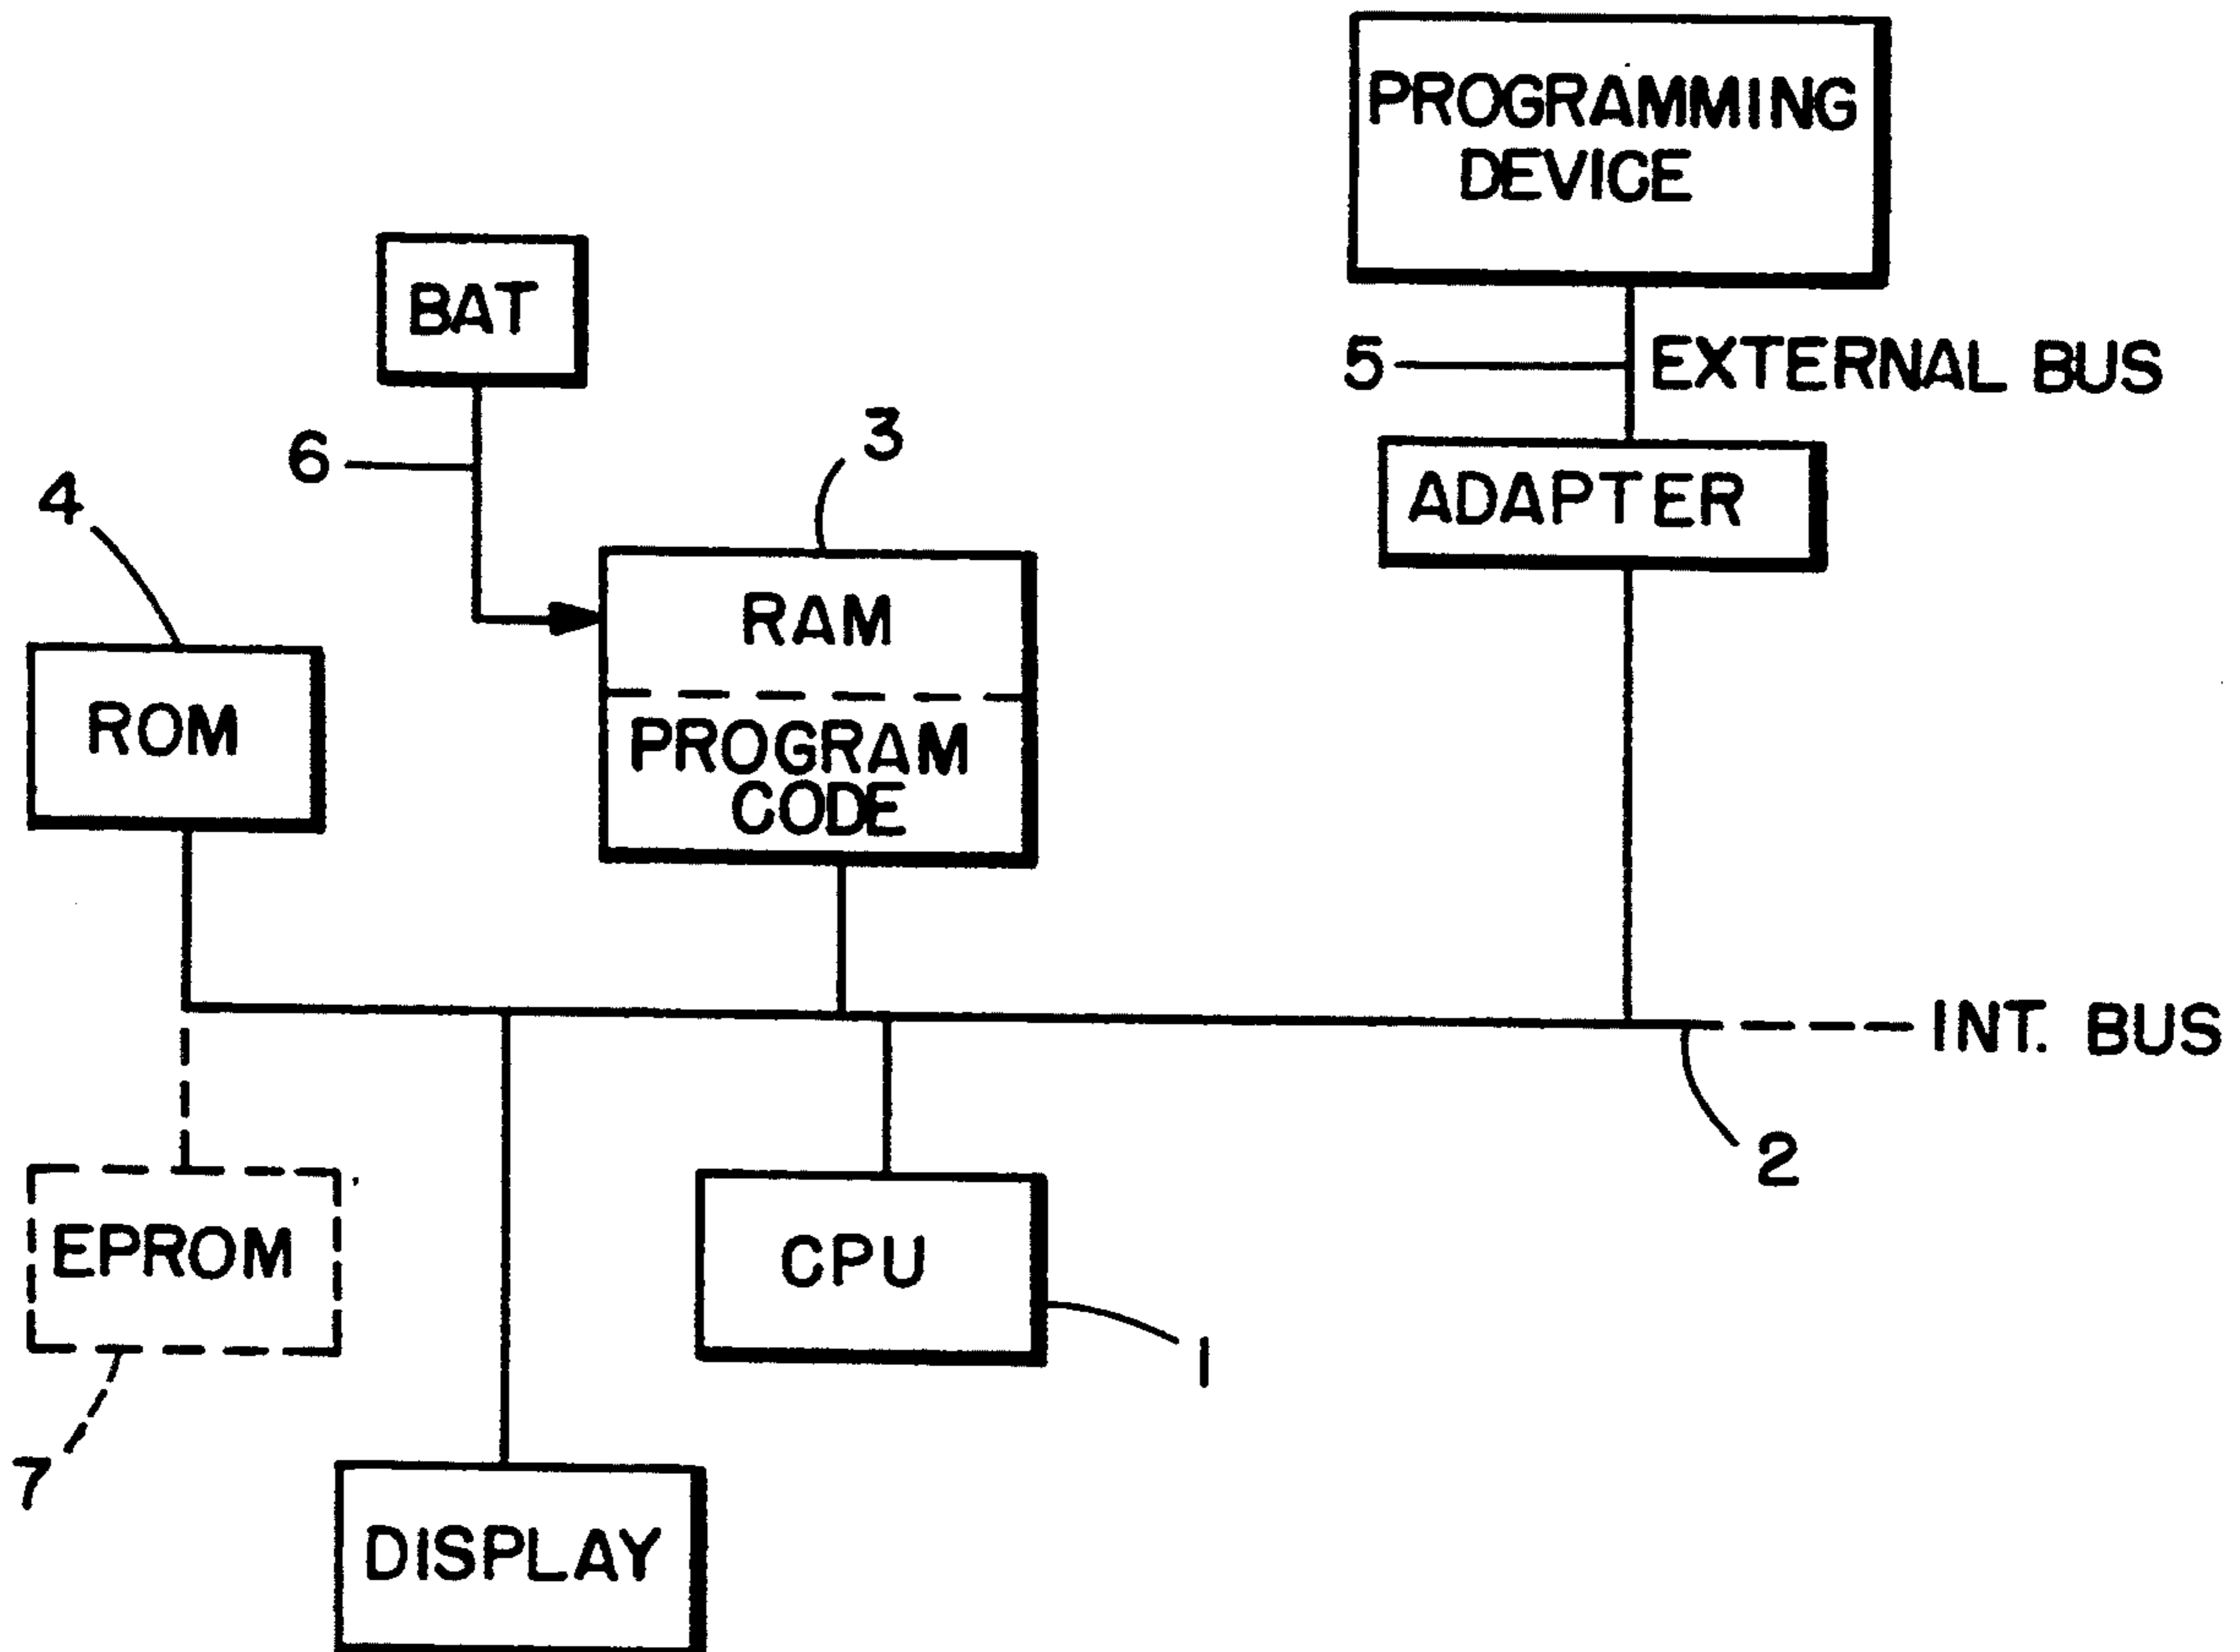 PROGRAMMING
DEVICE
BAT
5
EXTERNAL BUS
6
3
4
ADAPTER
RAM
ROM
PROGRAM
CODE
INT. BUS
2
EPROM
CPU
1
7
DISPLAY